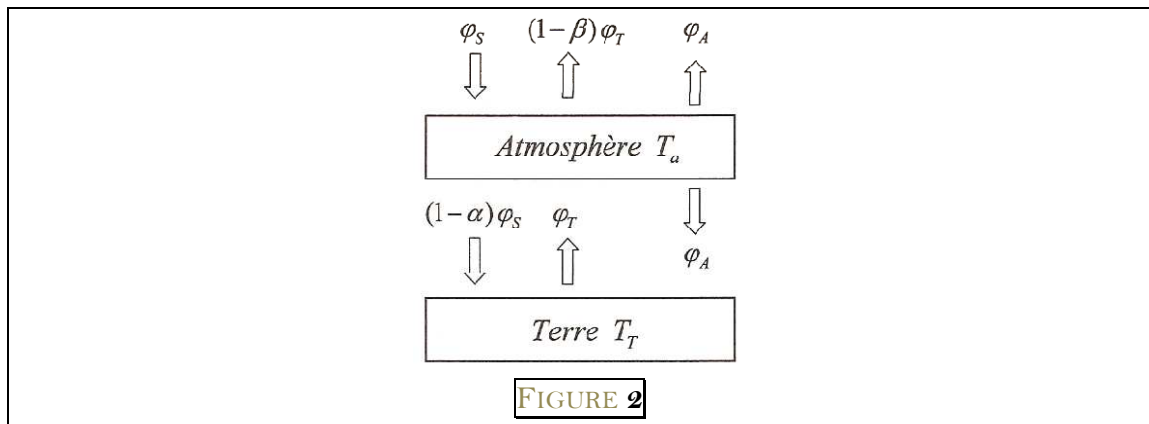 φ_S (1−β)φ_T φ_A
Atmosphère T_a
(1−α)φ_S φ_T
φ_A
Terre T_T
FIGURE 2